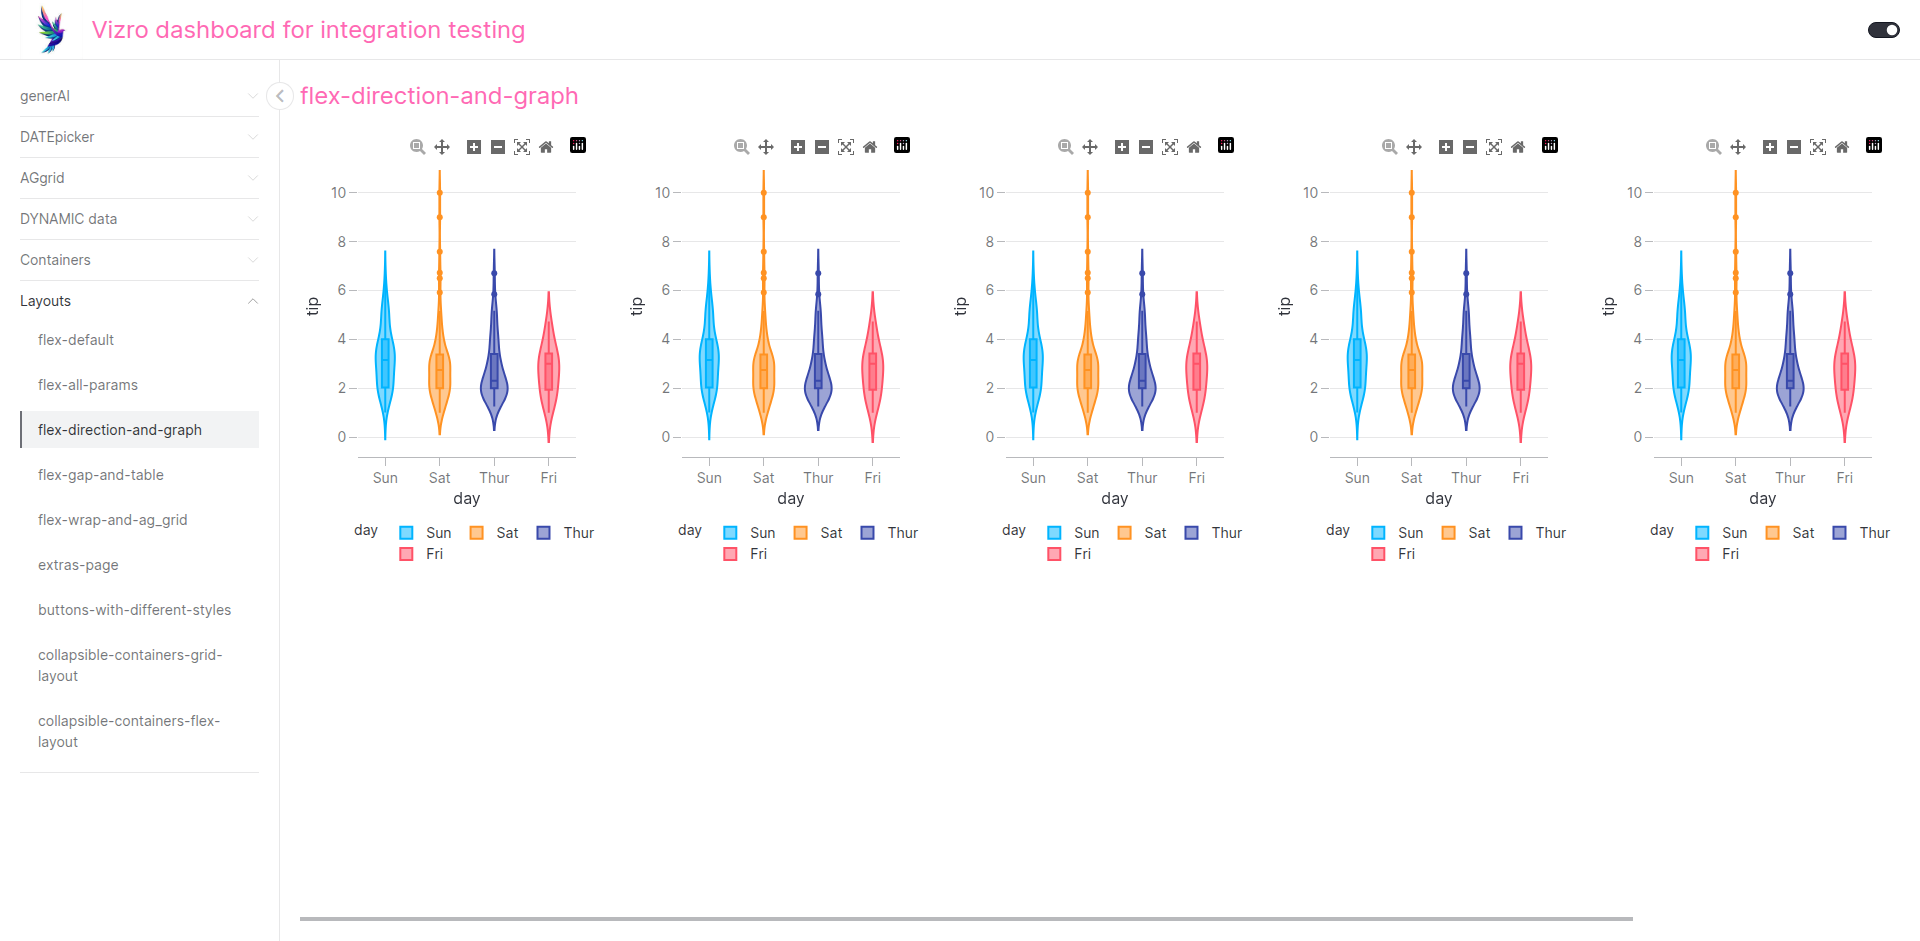 Vizro dashboard for integration testing
generAI
DATEpicker
AGgrid
DYNAMIC data
Containers
Layouts
flex-default
flex-all-params
flex-direction-and-graph
flex-gap-and-table
flex-wrap-and-ag_grid
extras-page
buttons-with-different-styles
collapsible-containers-grid-
layout
collapsible-containers-flex-
layout
flex-direction-and-graph
10
8
6
4
2
0
tip
Sun Sat Thur Fri
day
day Sun Sat Thur
Fri
10
8
6
4
2
0
tip
Sun Sat Thur Fri
day
day Sun Sat Thur
Fri
10
8
6
4
2
0
tip
Sun Sat Thur Fri
day
day Sun Sat Thur
Fri
10
8
6
4
2
0
tip
Sun Sat Thur Fri
day
day Sun Sat Thur
Fri
10
8
6
4
2
0
tip
Sun Sat Thur Fri
day
day Sun Sat Thur
Fri